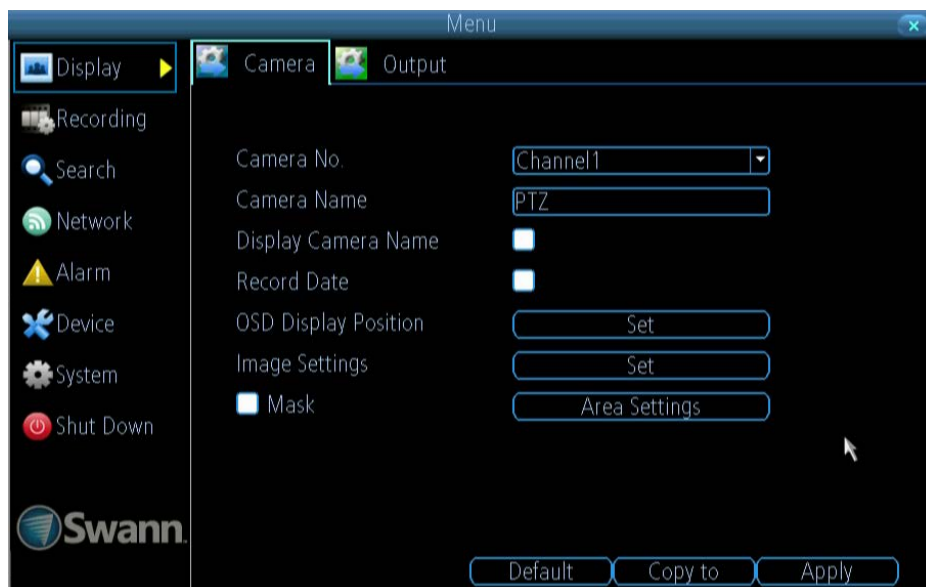 Menu
Display
Camera
Output
Recording
Search
Network
Alarm
Device
System
Shut Down
Camera No.
Channel1
Camera Name
PTZ
Display Camera Name
Record Date
OSD Display Position
Set
Image Settings
Set
Mask
Area Settings
Swann
Default
Copy to
Apply